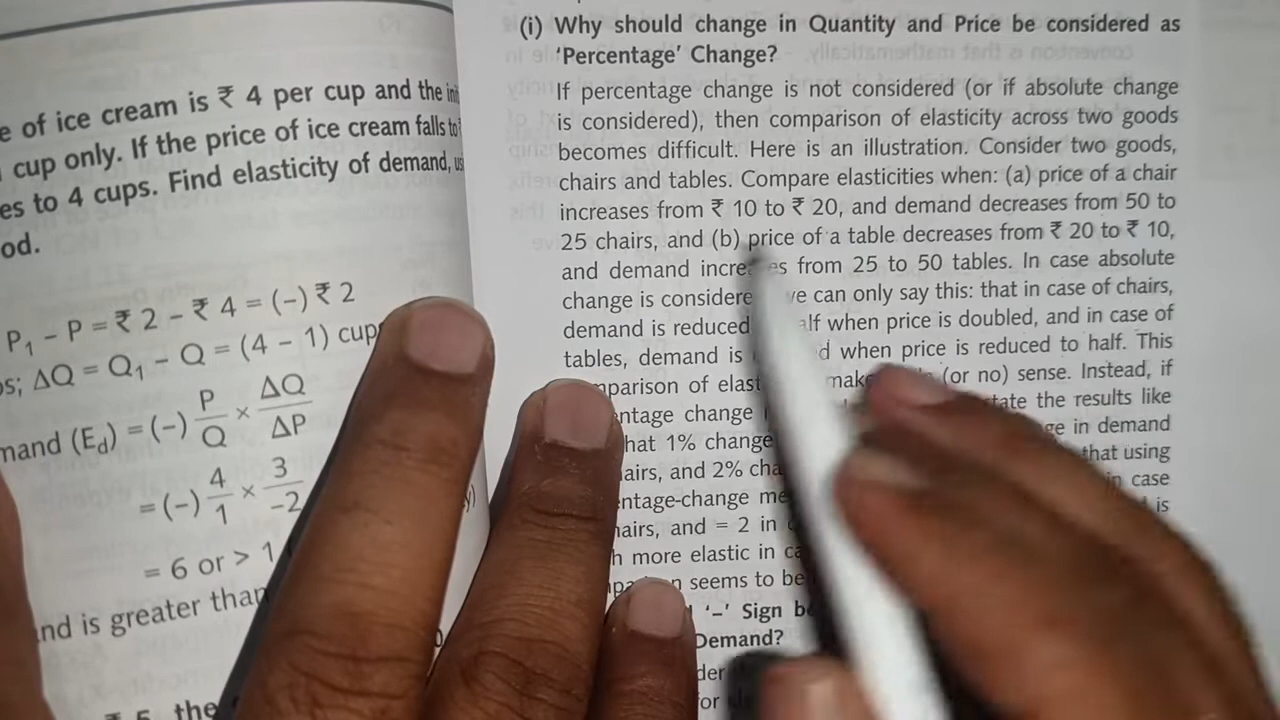 e of ice cream is ₹ 4 per cup and the
cup only. If the price of ice cream falls to
es to 4 cups. Find elasticity of demand,
od.
P₁ – P = ₹ 2 – ₹ 4 = (–) ₹ 2
os; ΔQ = Q₁ – Q = (4 – 1) cup
mand (Ed) = (–) P/Q × ΔQ/ΔP
= (–) 4/1 × 3/-2
= 6 or > 1
and is greater than
₹ 5, the
(i) Why should change in Quantity and Price be considered as
‘Percentage’ Change?
If percentage change is not considered (or if absolute change
is considered), then comparison of elasticity across two goods
becomes difficult. Here is an illustration. Consider two goods,
chairs and tables. Compare elasticities when: (a) price of a chair
increases from ₹ 10 to ₹ 20, and demand decreases from 50 to
25 chairs, and (b) price of a table decreases from ₹ 20 to ₹ 10,
and demand incre es from 25 to 50 tables. In case absolute
change is considere we can only say this: that in case of chairs,
demand is reduced alf when price is doubled, and in case of
tables, demand is d when price is reduced to half. This
mparison of elast make (or no) sense. Instead, if
ntage change tate the results like
hat 1% change ge in demand
airs, and 2% cha that using
ntage-change me in case
airs, and = 2 in is
h more elastic in ca
n seems to be
‘–’ Sign b
Demand?
der
for